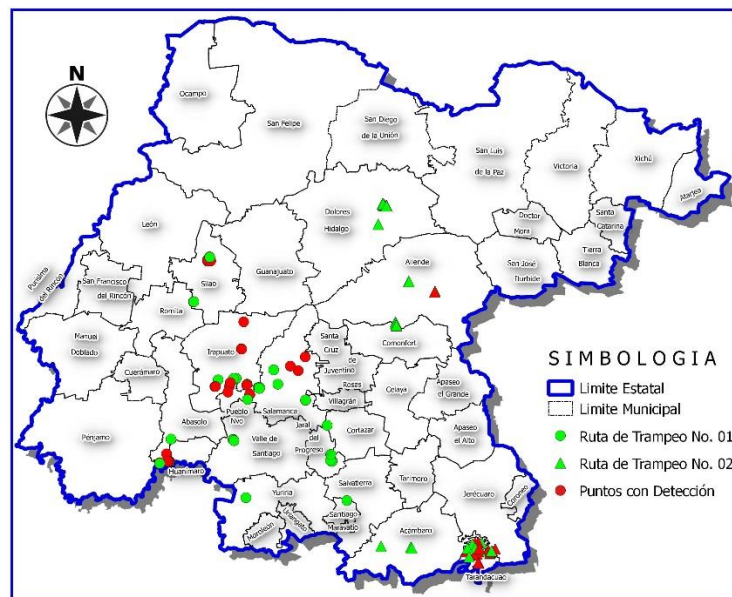 N
Ocampo
San Felipe
San Diego
de la Unión
San Luis
de la Paz
Victoria
Xichú
Atarjea
León
Dolores
Hidalgo
Doctor
Mora
Santa
Catarina
Tierra
Blanca
San José
Iturbide
Allende
Guanajuato
Silao
Purísima
del Rincón
San Francisco
del Rincón
Romita
Manuel
Doblado
Cuerámaro
Irapuato
Santa
Cruz
de
Juventino
Rosas
Comonfort
Celaya
Apaseo
el Grande
Villagrán
Salamanca
Pueblo
Nvo
Abasolo
Pénjamo
Huanímaro
Valle de
Santiago
Jaral
del
Progreso
Cortazar
Apaseo
el Alto
Tarimoro
Jerécuaro
Coroneo
Salvatierra
Yuriria
Santiago
Maravatío
Uriangato
Moroleón
Acámbaro
Tarandacuao
SIMBOLOGIA
Limite Estatal
Limite Municipal
Ruta de Trampeo No. 01
Ruta de Trampeo No. 02
Puntos con Detección